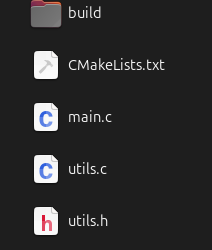 build
CMakeLists.txt
C main.c
C utils.c
h utils.h